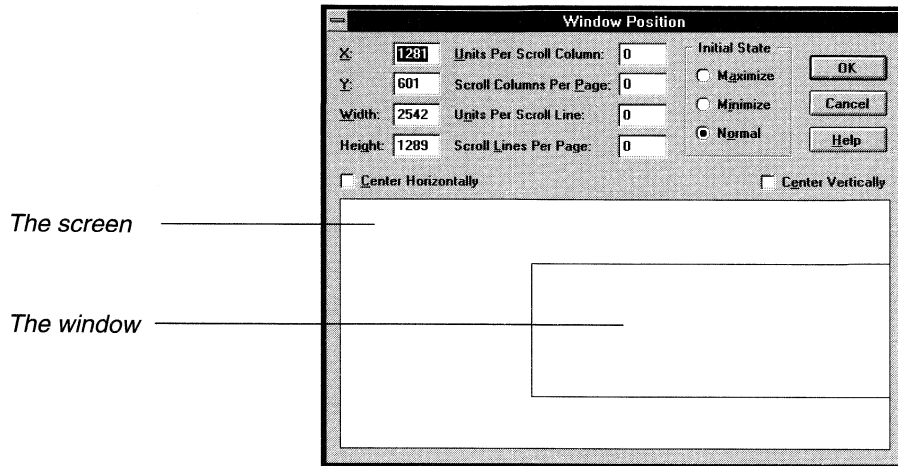 Window Position
X: 1281 Units Per Scroll Column: 0 Initial State
Y: 601 Scroll Columns Per Page: 0 Maximize OK
Width: 2542 Units Per Scroll Line: 0 Minimize Cancel
Height: 1289 Scroll Lines Per Page: 0 Normal Help
Center Horizontally Center Vertically
The screen
The window